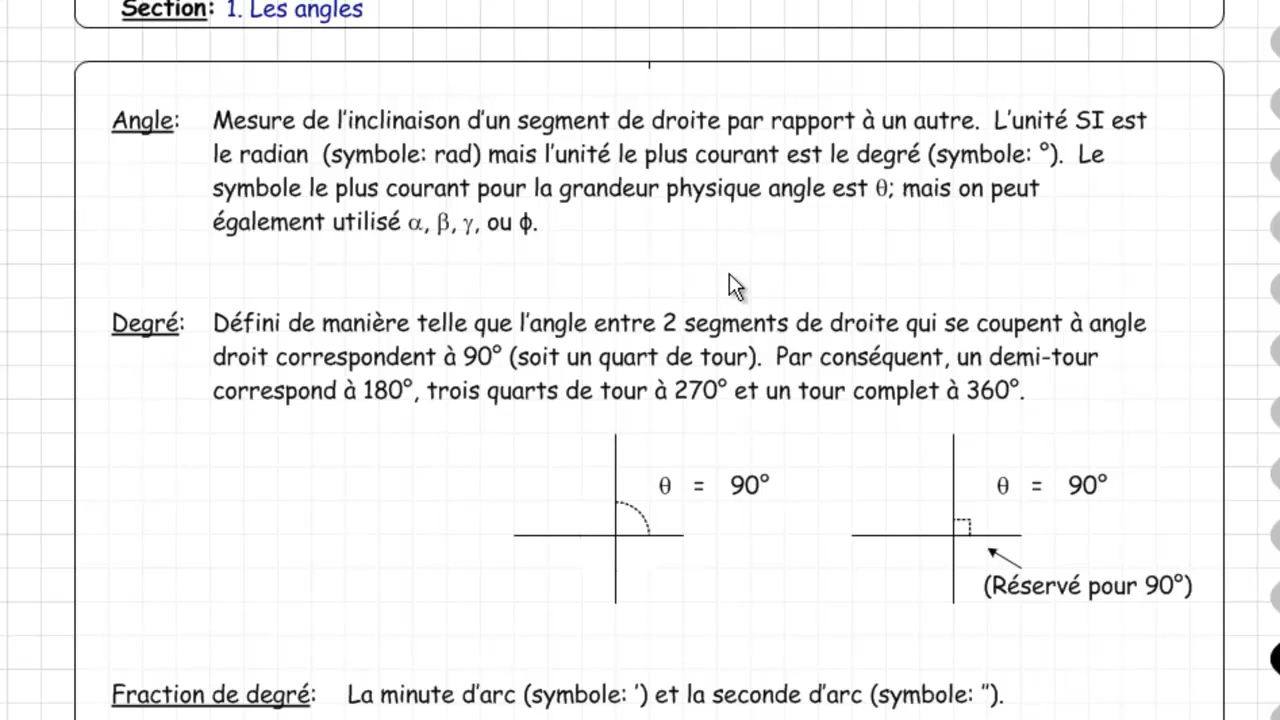 Section: 1. Les angles
Angle: Mesure de l'inclinaison d'un segment de droite par rapport à un autre. L'unité SI est
le radian (symbole: rad) mais l'unité le plus courant est le degré (symbole: °). Le
symbole le plus courant pour la grandeur physique angle est θ; mais on peut
également utilisé α, β, γ, ou ϕ.
Degré: Défini de manière telle que l'angle entre 2 segments de droite qui se coupent à angle
droit correspondent à 90° (soit un quart de tour). Par conséquent, un demi-tour
correspond à 180°, trois quarts de tour à 270° et un tour complet à 360°.
θ = 90°
θ = 90°
(Réservé pour 90°)
Fraction de degré: La minute d'arc (symbole: ') et la seconde d'arc (symbole: ").